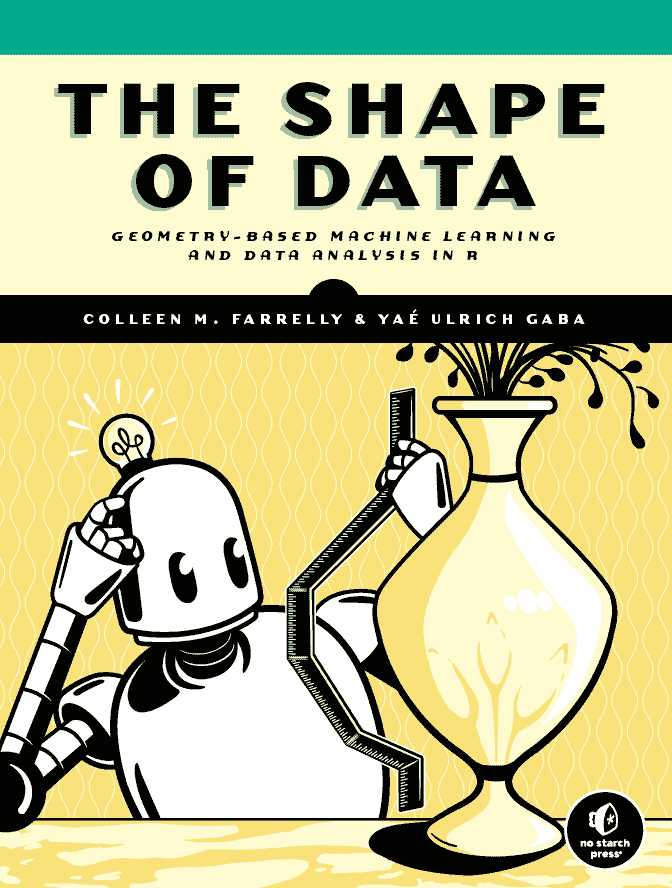 THE SHAPE
OF DATA
GEOMETRY-BASED MACHINE LEARNING
AND DATA ANALYSIS IN R
COLLEEN M. FARRELLY & YAÉ ULRICH GABA
no starch
press®